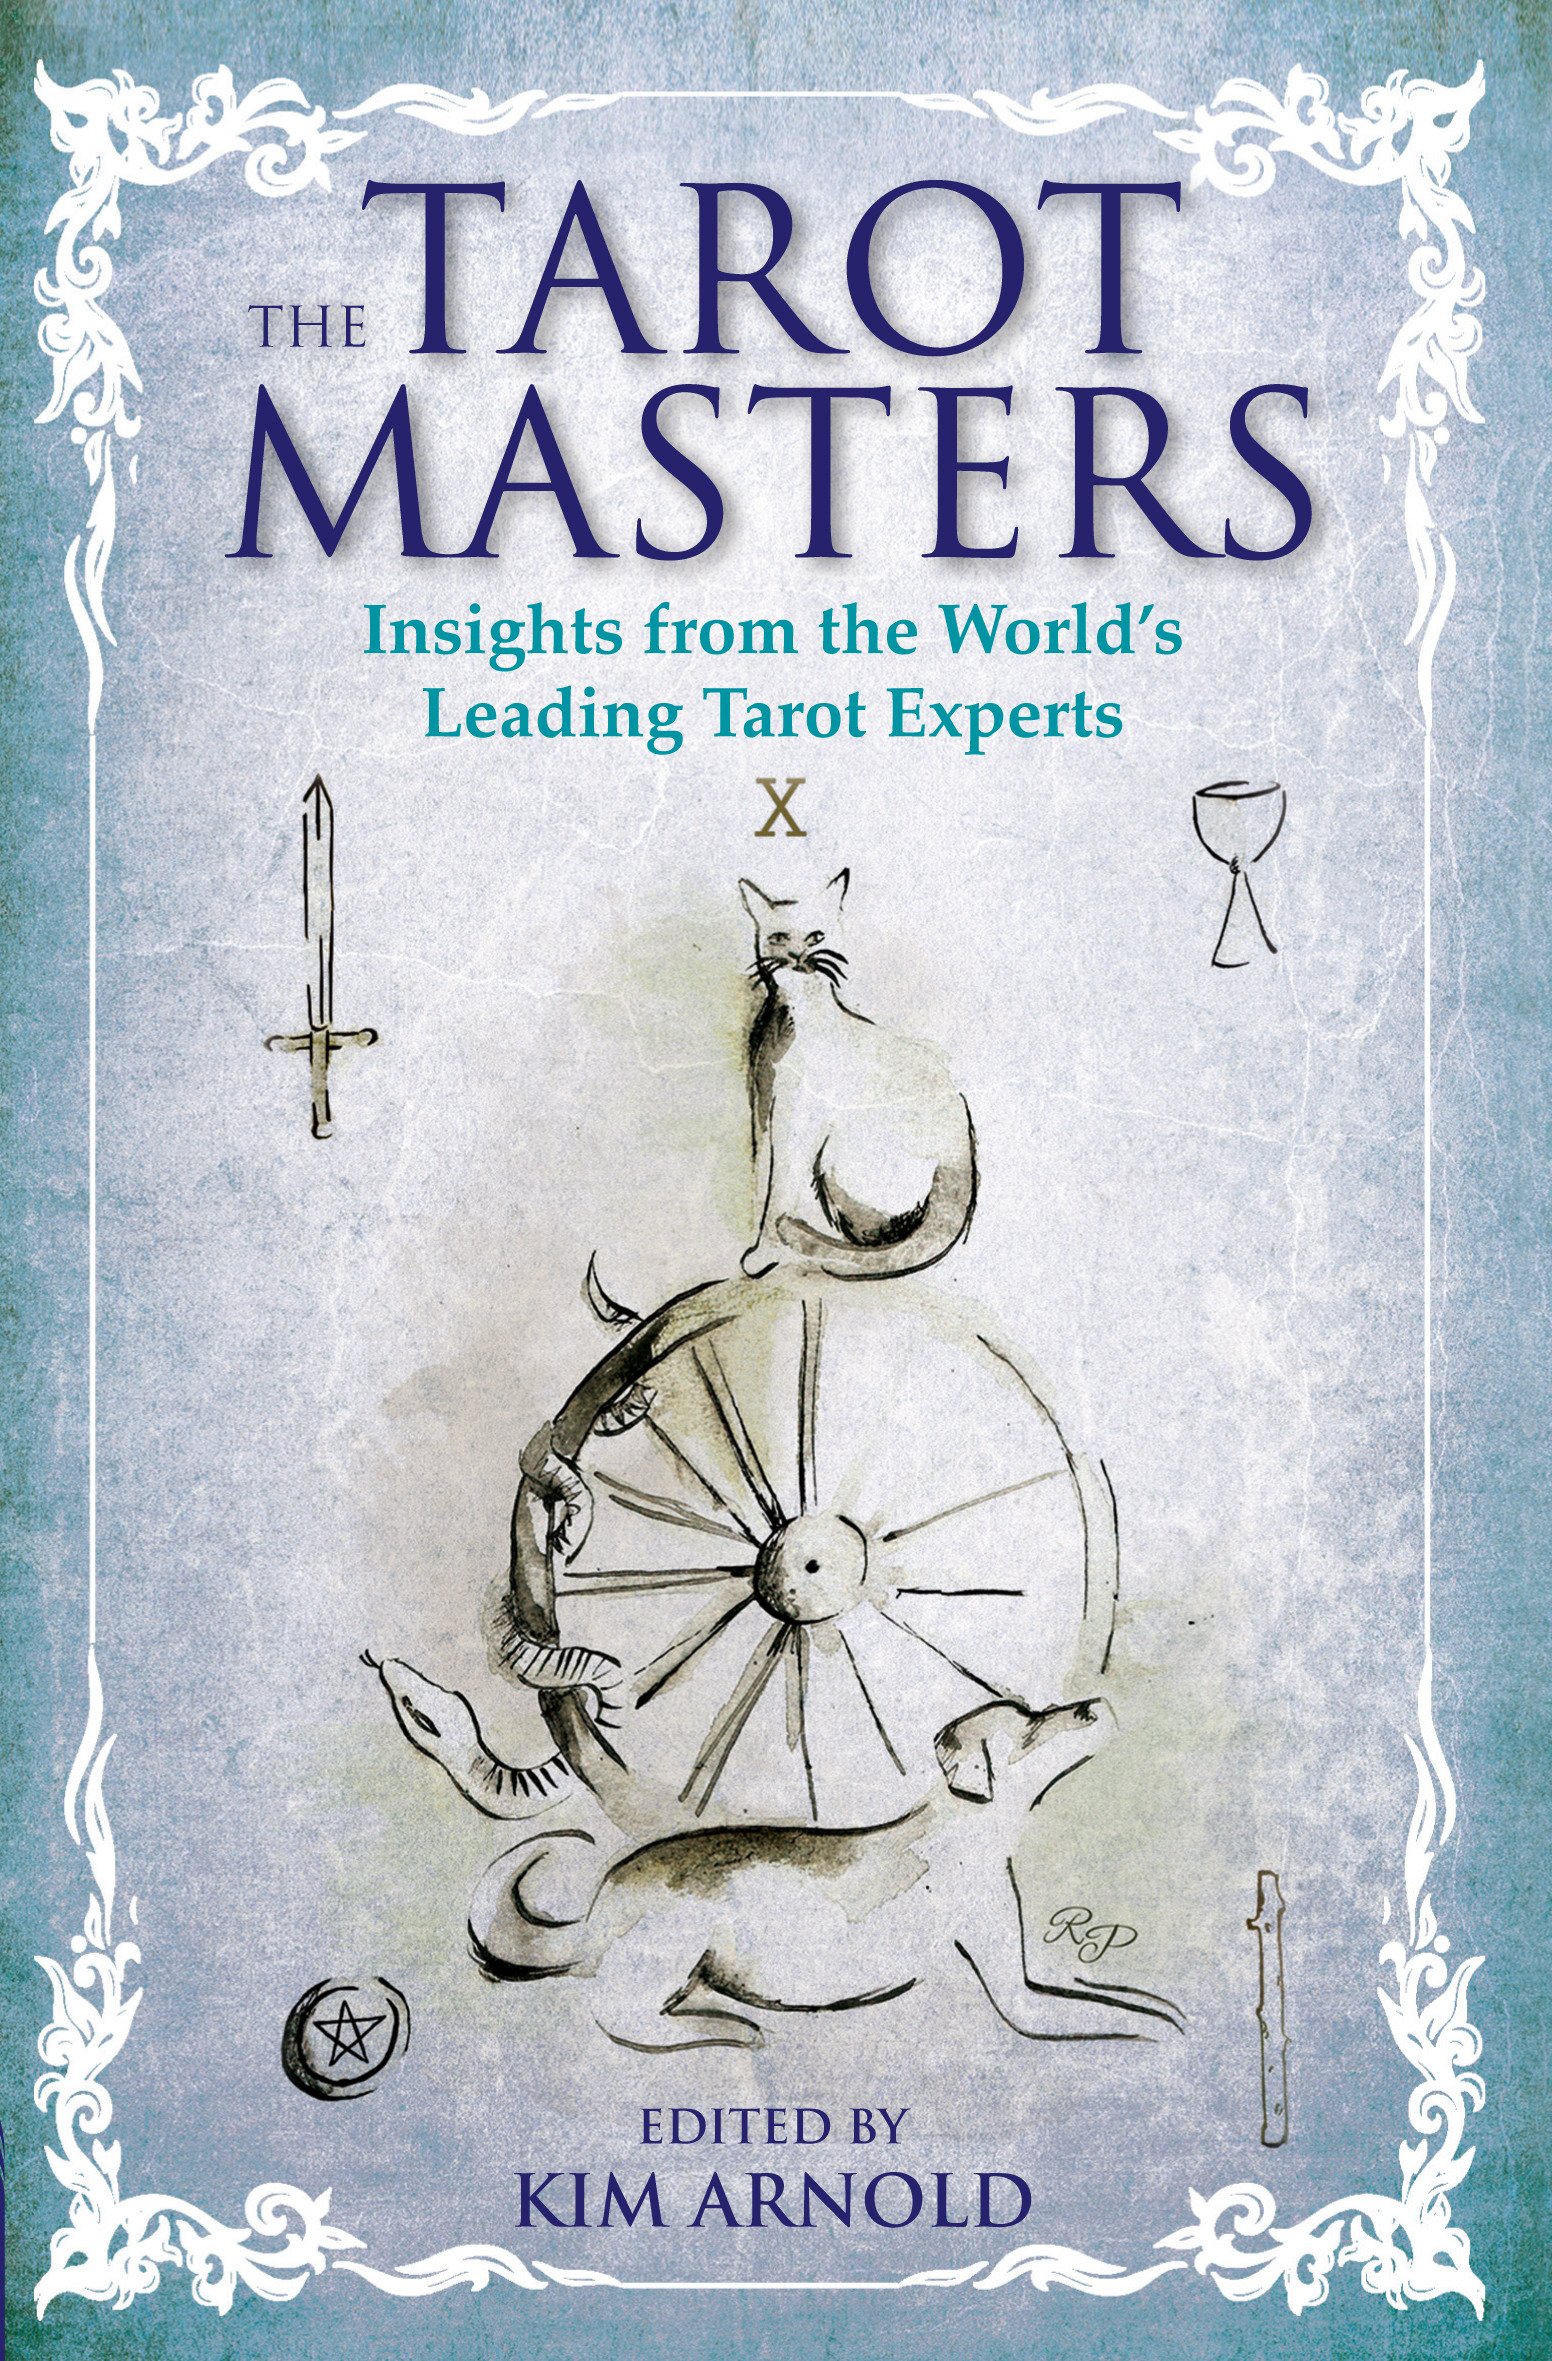 THE TAROT
MASTERS
Insights from the World's
Leading Tarot Experts
X
RP
EDITED BY
KIM ARNOLD